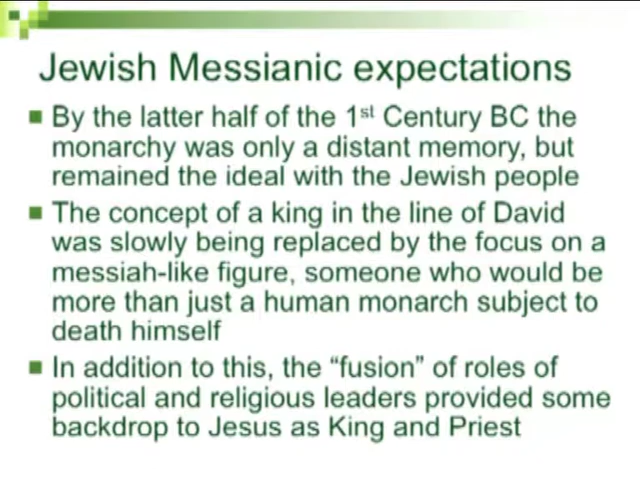 Jewish Messianic expectations
By the latter half of the 1st Century BC the
monarchy was only a distant memory, but
remained the ideal with the Jewish people
The concept of a king in the line of David
was slowly being replaced by the focus on a
messiah-like figure, someone who would be
more than just a human monarch subject to
death himself
In addition to this, the “fusion” of roles of
political and religious leaders provided some
backdrop to Jesus as King and Priest